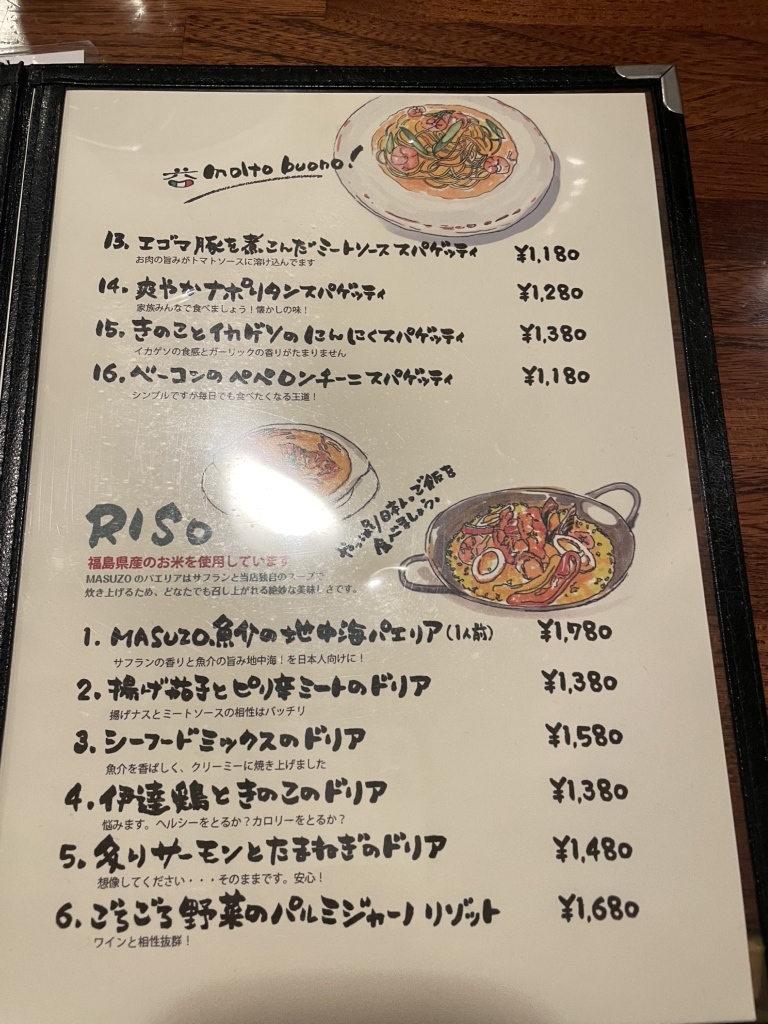 molto buono!
13. エゴマ豚を煮こんだミートソース スパゲッティ ¥1,180
お肉の旨みがトマトソースに溶け込んでます
14. 爽やかナポリタンスパゲッティ ¥1,280
家族みんなで食べましょう!懐かしの味!
15. きのことイカゲソのにんにくスパゲッティ ¥1,380
イカゲソの食感とガーリックの香りがたまりません
16. ベーコンのペペロンチーニスパゲッティ ¥1,180
シンプルですが毎日でも食べたくなる王道!
やっぱり日本人。ご飯を
食べましょう。
RISO
福島県産のお米を使用しています
MASUZOのパエリアはサフランと当店独自のスープで
炊き上げるため、どなたでも召し上がれる絶妙な美味しさです。
1. MASUZO、魚介の地中海パエリア(1人前) ¥1,780
サフランの香りと魚介の旨み地中海!を日本人向けに!
2. 揚げ茄子とピリ辛ミートのドリア ¥1,380
揚げナスとミートソースの相性はバッチリ
3. シーフードミックスのドリア ¥1,580
魚介を香ばしく、クリーミーに焼き上げました
4. 伊達鶏ときのこのドリア ¥1,380
悩みます。ヘルシーをとるか?カロリーをとるか?
5. 炙りサーモンとたまねぎのドリア ¥1,480
想像してください・・・そのままです。安心!
6. ごろごろ野菜のパルミジャーノ リゾット ¥1,680
ワインと相性抜群!